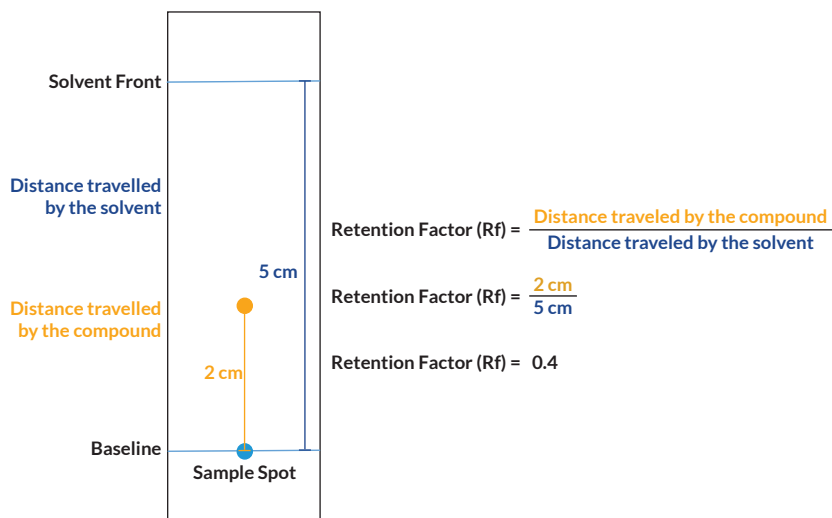 Solvent Front
Distance travelled
by the solvent
5 cm
Distance travelled
by the compound
2 cm
Baseline
Sample Spot
Retention Factor (Rf) = Distance traveled by the compound
Distance traveled by the solvent
Retention Factor (Rf) = 2 cm
5 cm
Retention Factor (Rf) = 0.4